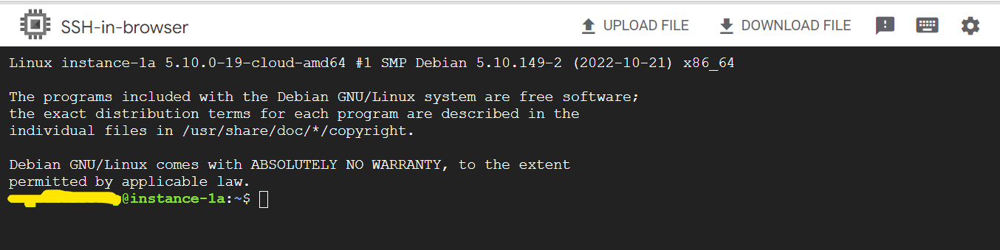 SSH-in-browser
UPLOAD FILE
DOWNLOAD FILE
Linux instance-1a 5.10.0-19-cloud-amd64 #1 SMP Debian 5.10.149-2 (2022-10-21) x86_64
The programs included with the Debian GNU/Linux system are free software;
the exact distribution terms for each program are described in the
individual files in /usr/share/doc/*/copyright.
Debian GNU/Linux comes with ABSOLUTELY NO WARRANTY, to the extent
permitted by applicable law.
@instance-1a:~$